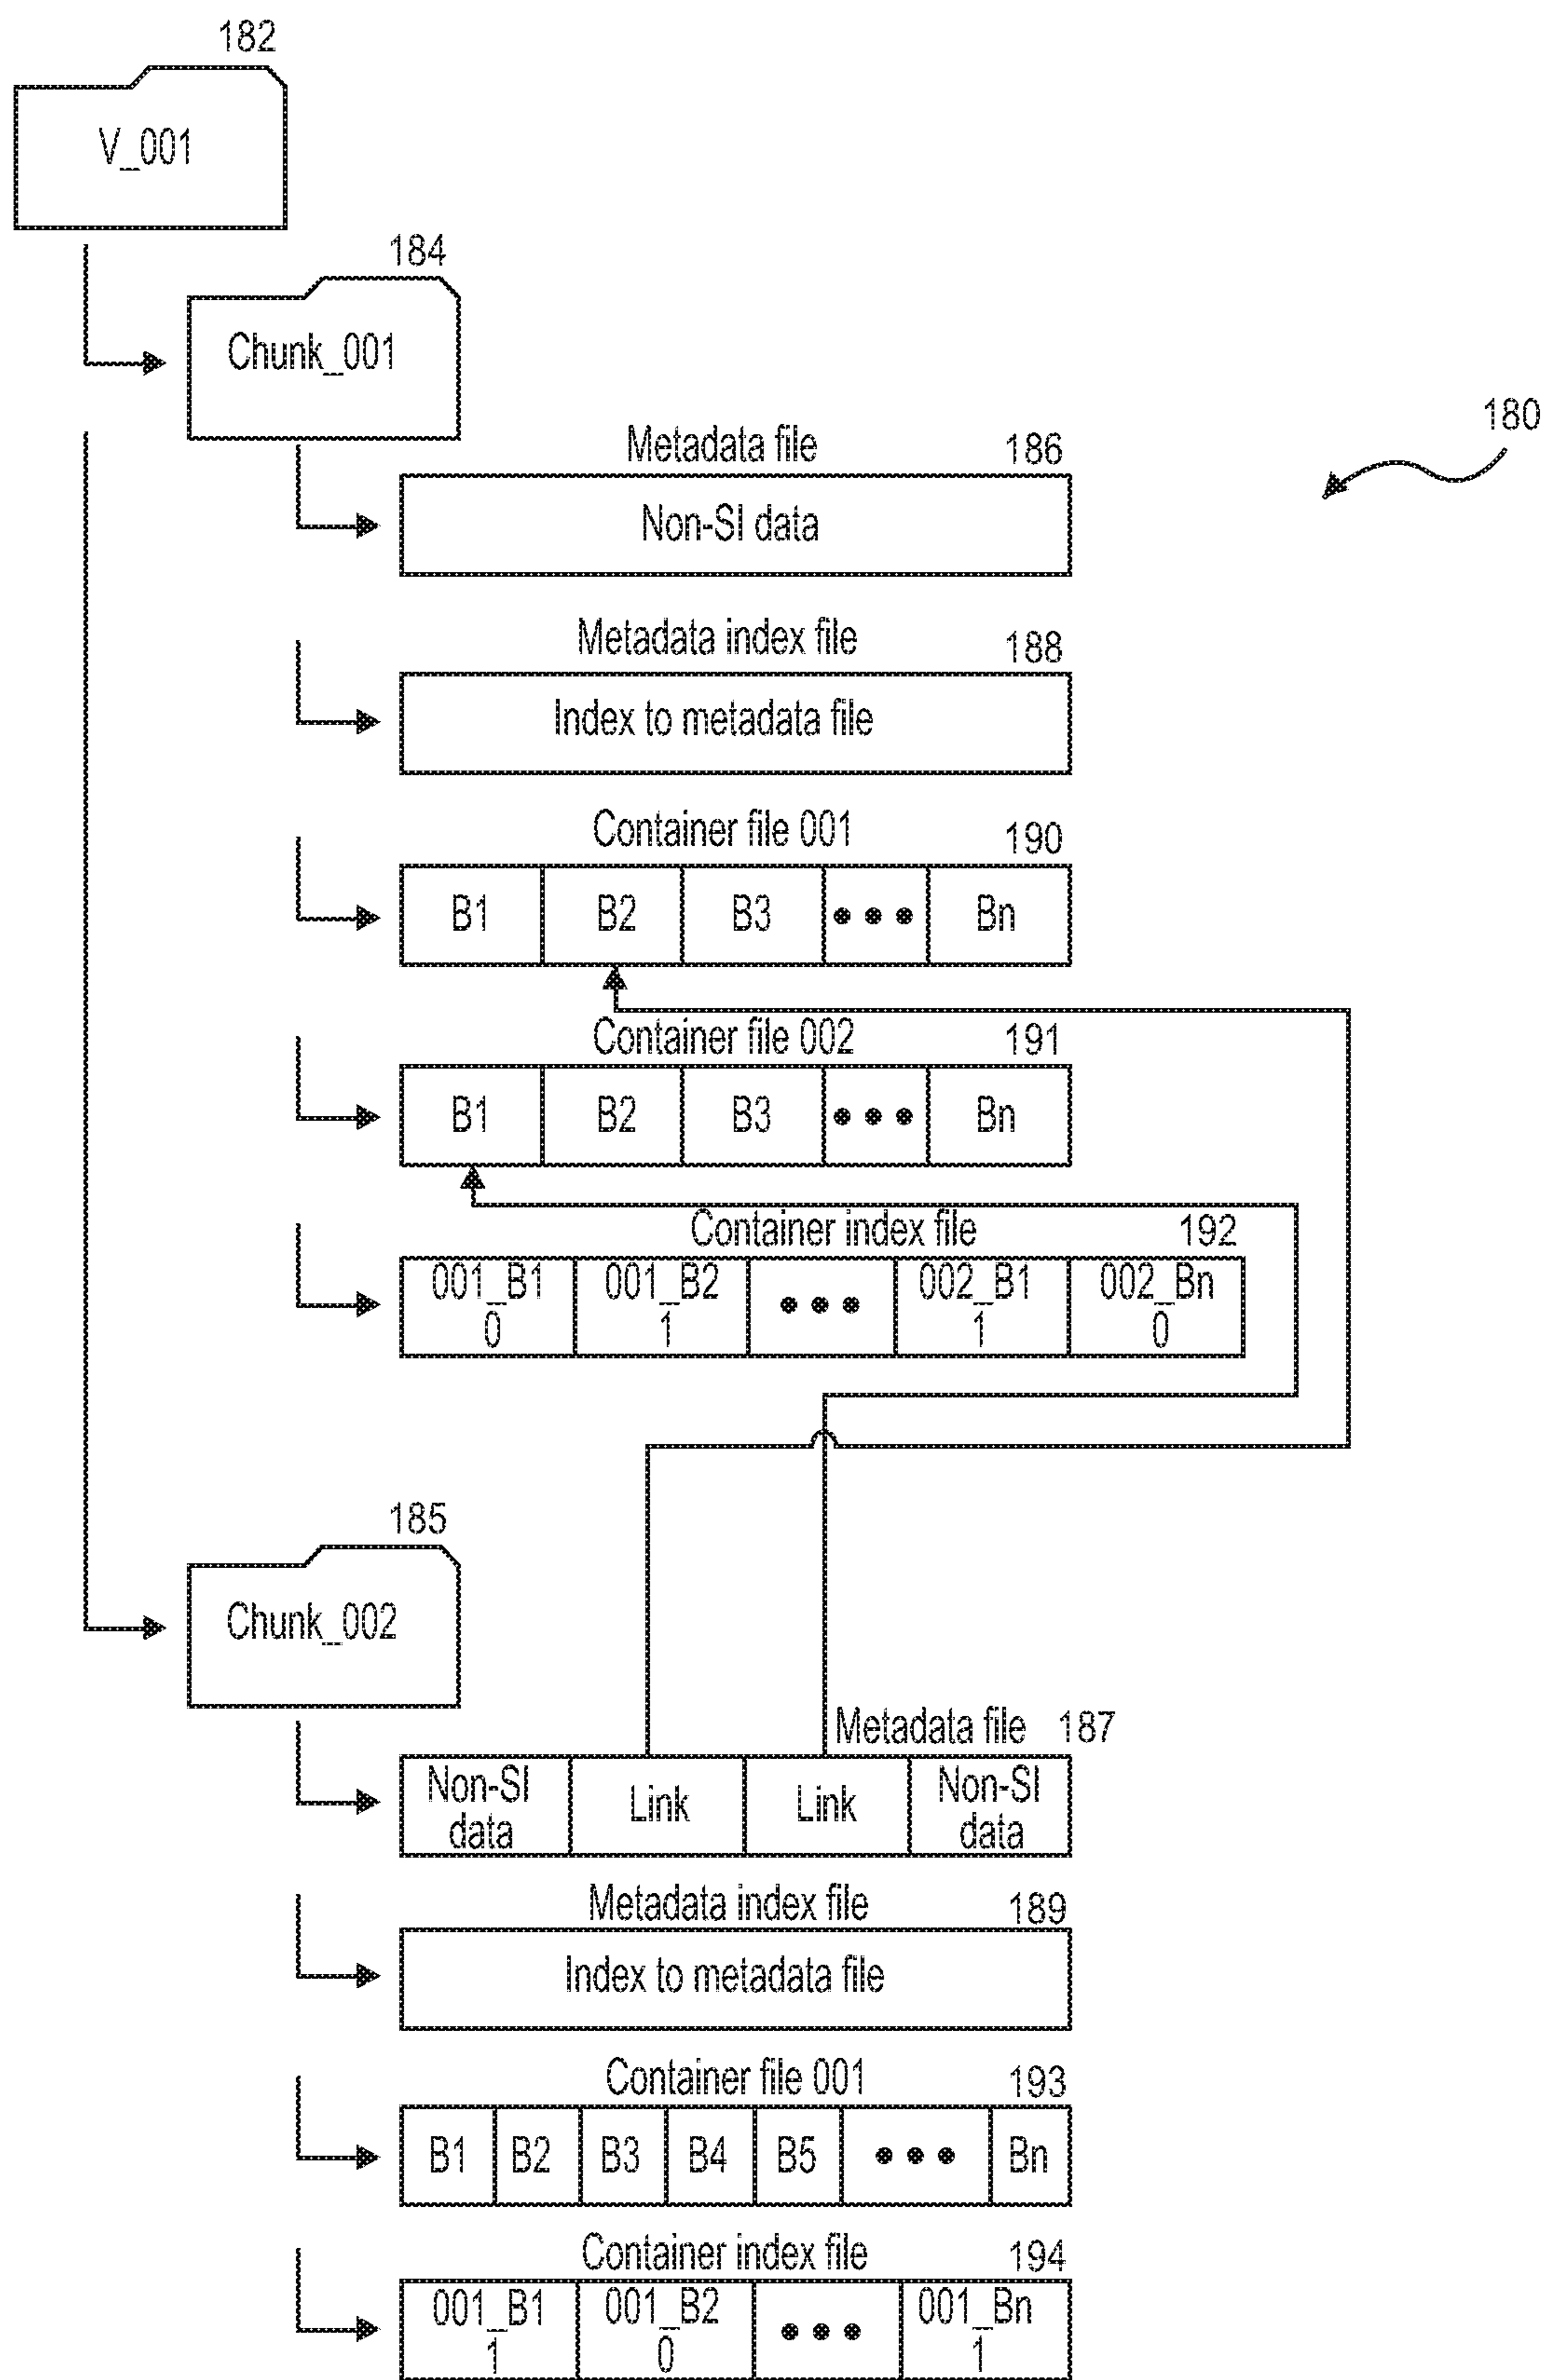 182
V_001
184
Chunk_001
180
Metadata file 186
Non-SI data
Metadata index file 188
Index to metadata file
Container file 001 190
B1 B2 B3 ••• Bn
Container file 002 191
B1 B2 B3 ••• Bn
Container index file 192
001_B1 001_B2 ••• 002_B1 002_Bn
0 1 1 0
185
Chunk_002
Metadata file 187
Non-SI Link Link Non-SI
data data
Metadata index file 189
Index to metadata file
Container file 001 193
B1 B2 B3 B4 B5 ••• Bn
Container index file 194
001_B1 001_B2 ••• 001_Bn
1 0 1